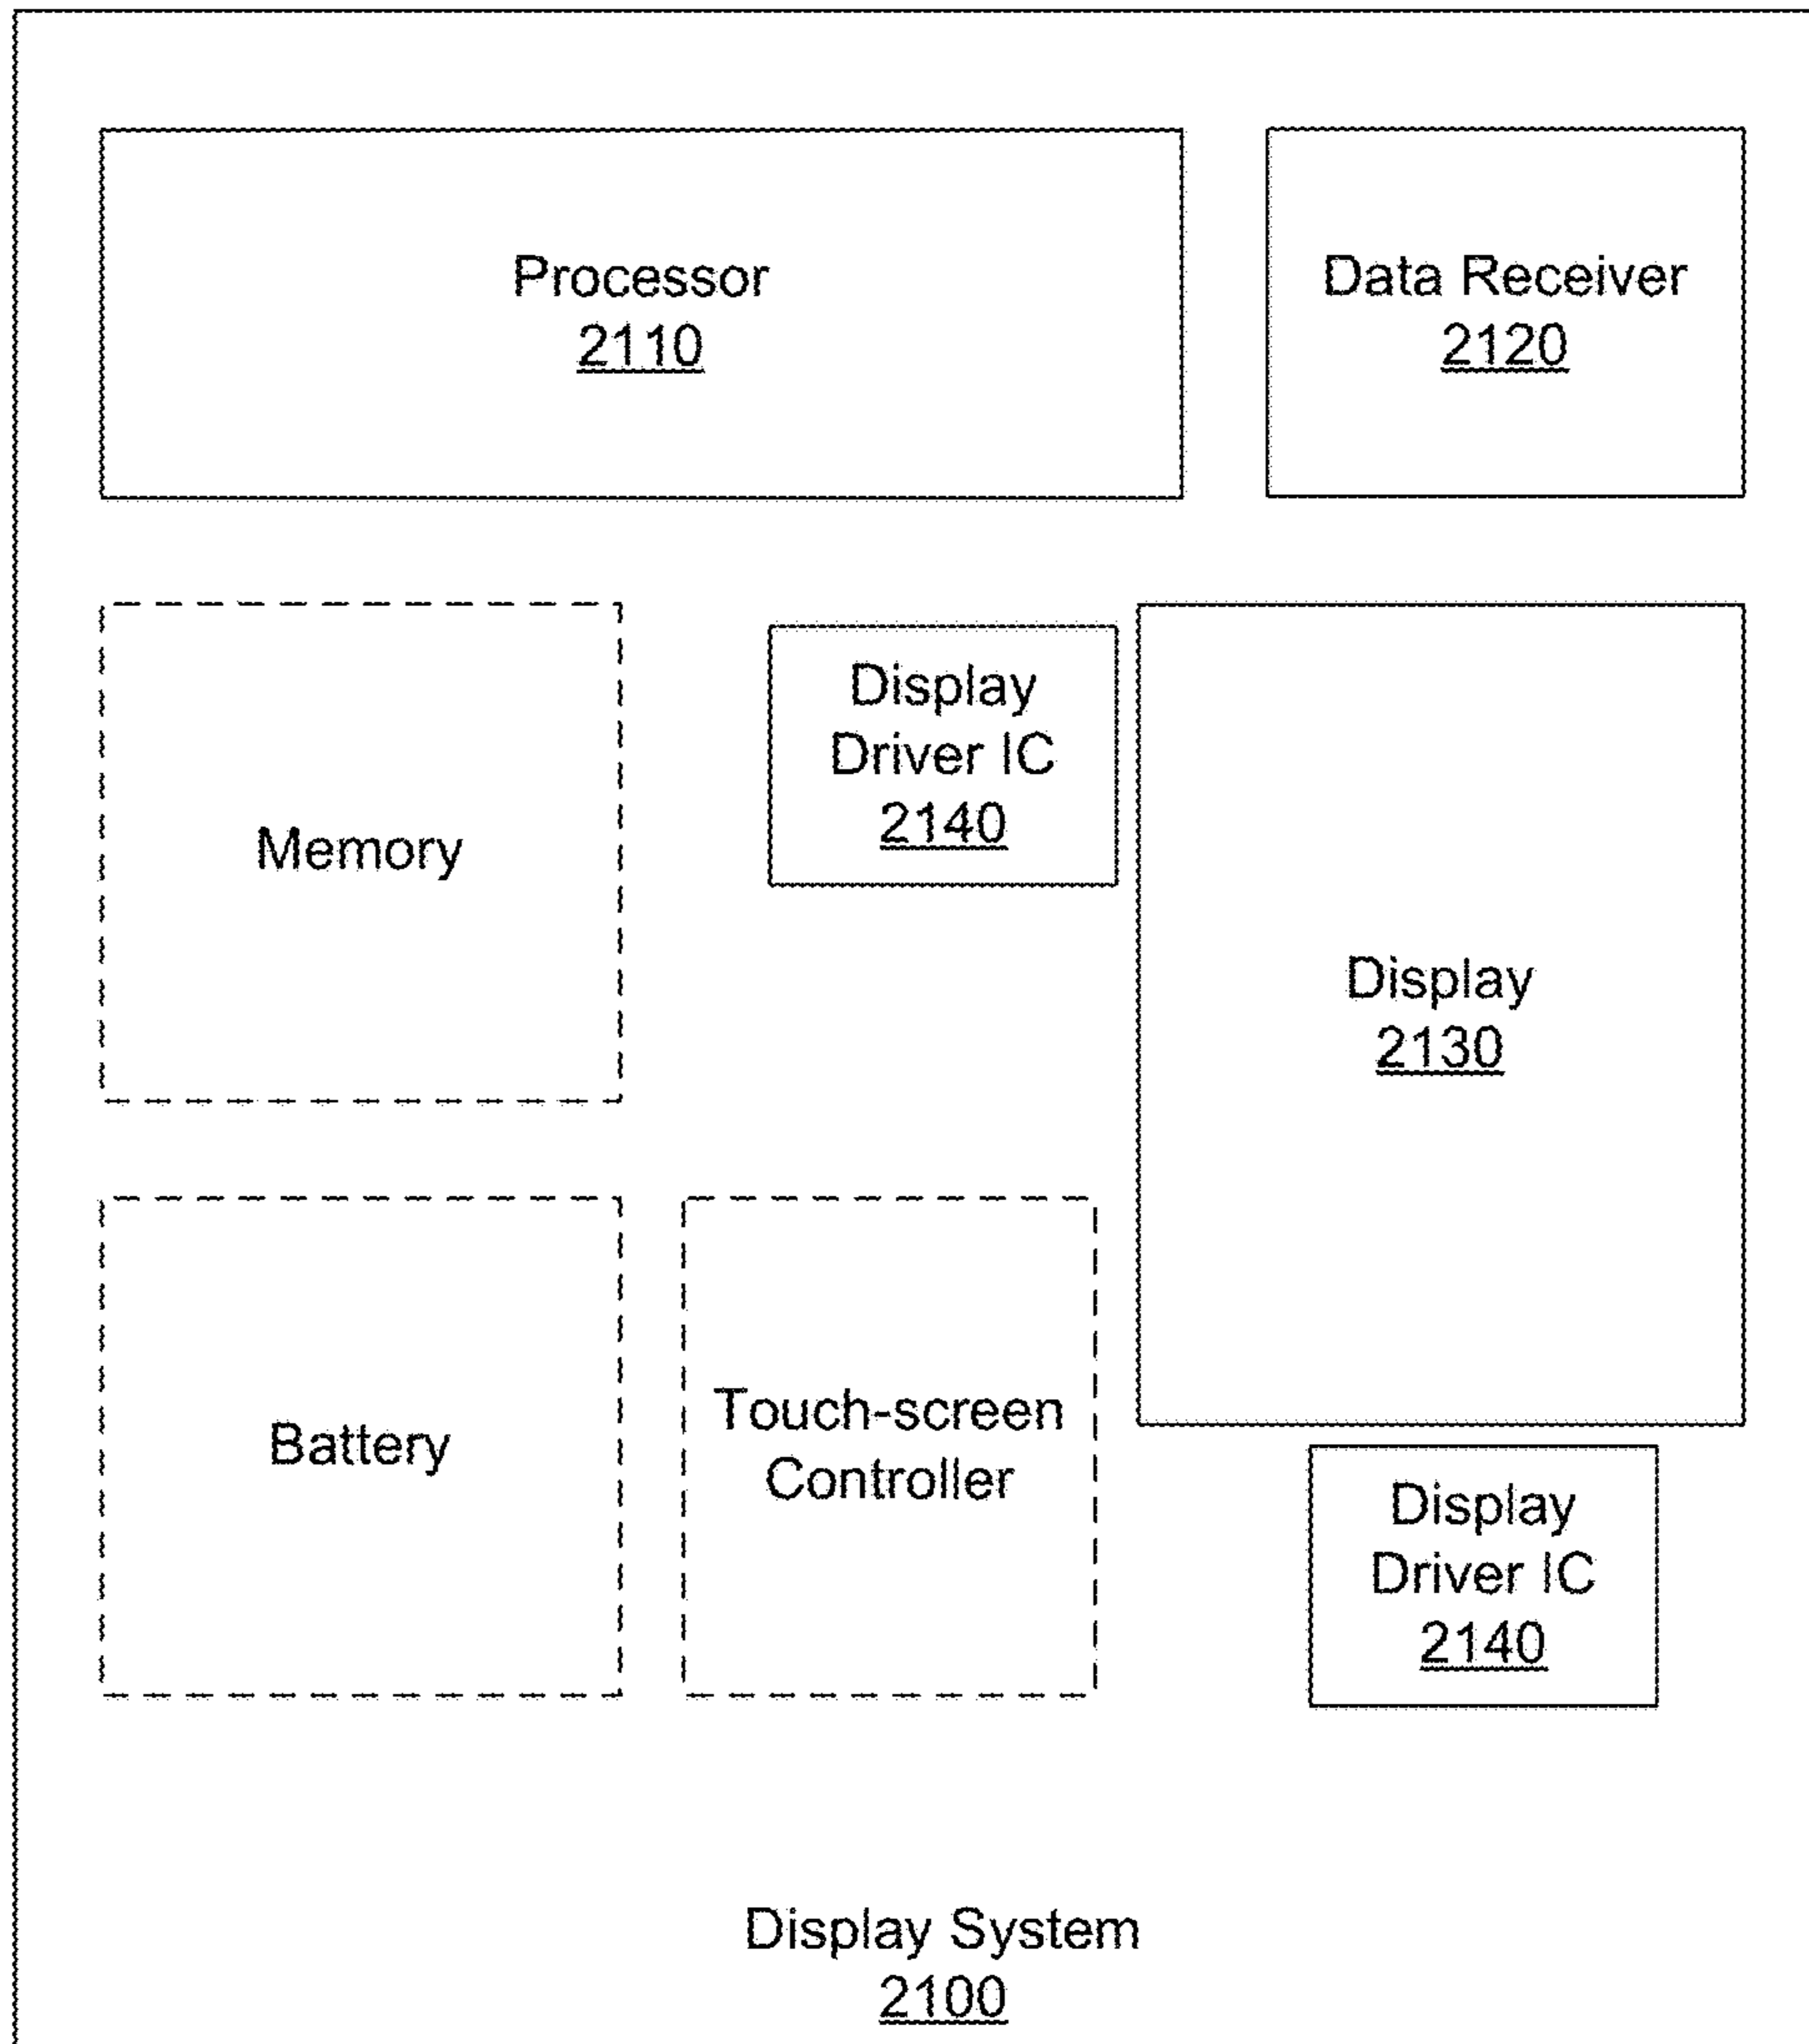 Processor
2110
Data Receiver
2120
Memory
Display
Driver IC
2140
Display
2130
Battery
Touch-screen
Controller
Display
Driver IC
2140
Display System
2100